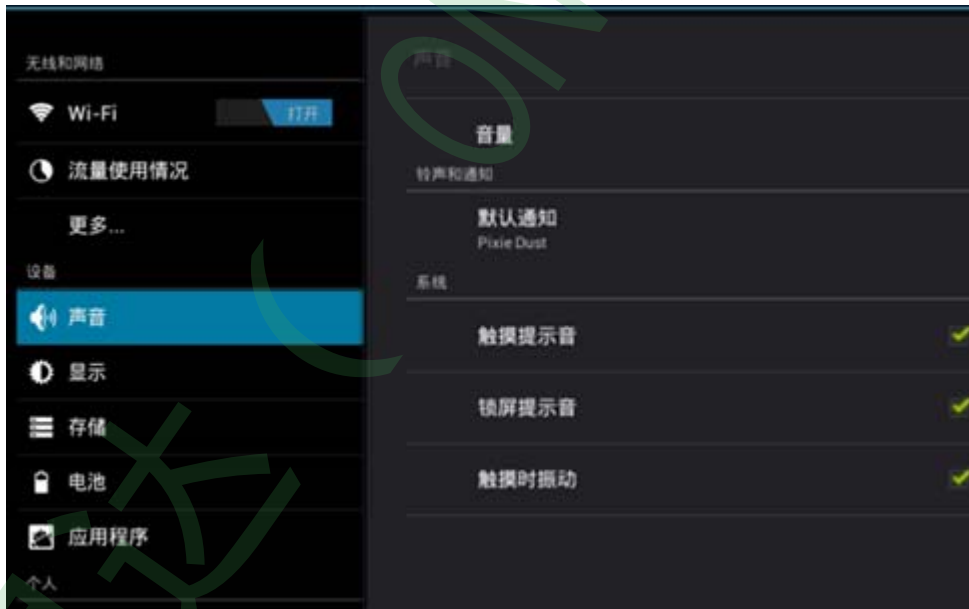 无线和网络
Wi-Fi
打开
流量使用情况
更多...
设备
声音
显示
存储
电池
应用程序
个人
声音
音量
铃声和通知
默认通知
Pixie Dust
系统
触摸提示音
锁屏提示音
触摸时振动